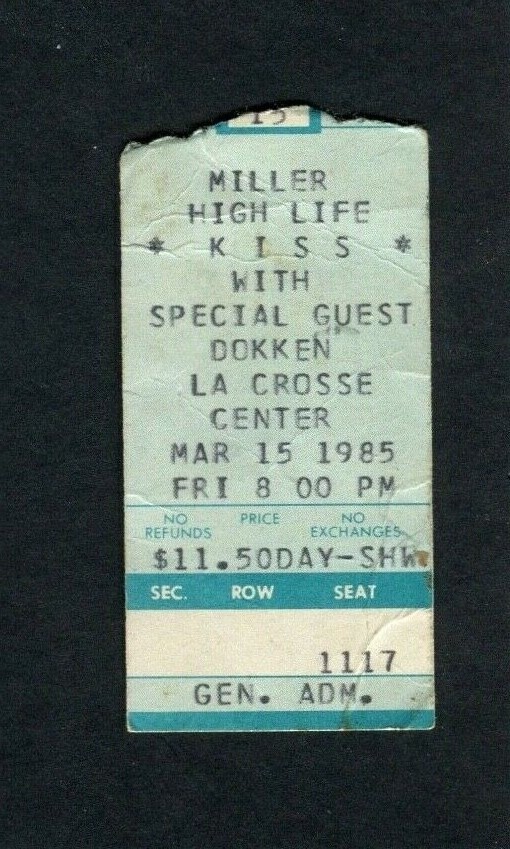 15
MILLER
HIGH LIFE
* K I S S *
WITH
SPECIAL GUEST
DOKKEN
LA CROSSE
CENTER
MAR 15 1985
FRI 8 00 PM
NO REFUNDS PRICE NO EXCHANGES
$11.50DAY-SHW
SEC. ROW SEAT
1117
GEN. ADM.